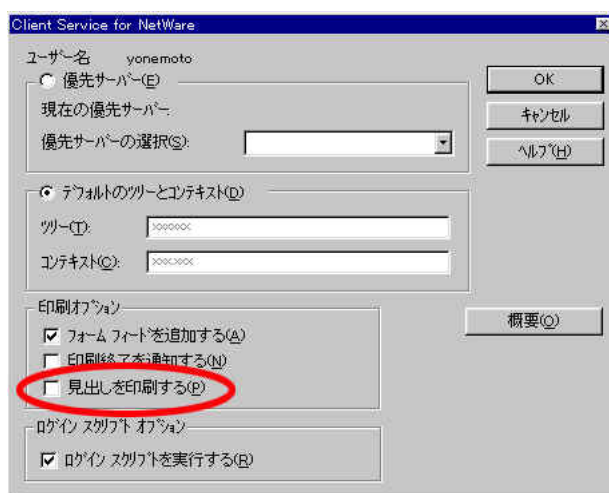 Client Service for NetWare
ユーザー名 yonemoto
優先サーバー(E)
OK
現在の優先サーバー:
キャンセル
優先サーバーの選択(S):
ヘルプ(H)
デフォルトのツリーとコンテキスト(D)
ツリー(T): xxxxxx
コンテキスト(C): xxxxxxx
印刷オプション
概要(O)
フォーム フィードを追加する(A)
印刷終了を通知する(N)
見出しを印刷する(P)
ログイン スクリプト オプション
ログイン スクリプトを実行する(R)